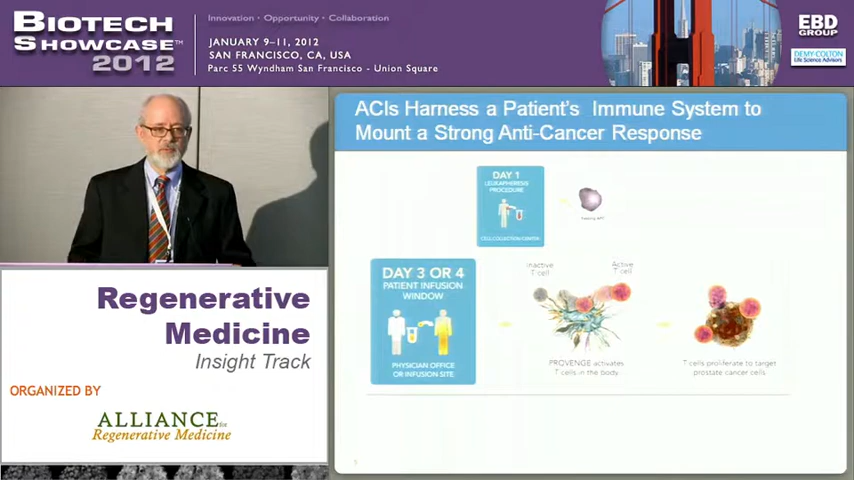 BIOTECH
SHOWCASE™
2012
Innovation · Opportunity · Collaboration
JANUARY 9–11, 2012
SAN FRANCISCO, CA, USA
Parc 55 Wyndham San Francisco - Union Square
EBD
GROUP
DEMY-COLTON
Life Science Advisors
Regenerative
Medicine
Insight Track
ORGANIZED BY
ALLIANCE for
Regenerative Medicine
ACIs Harness a Patient's Immune System to
Mount a Strong Anti-Cancer Response
DAY 1
LEUKAPHERESIS
PROCEDURE
CELL COLLECTION CENTER
Resting APC
DAY 3 OR 4
PATIENT INFUSION
WINDOW
PHYSICIAN OFFICE
OR INFUSION SITE
Inactive
T cell
Active
T cell
PROVENGE activates
T cells in the body
T cells proliferate to target
prostate cancer cells